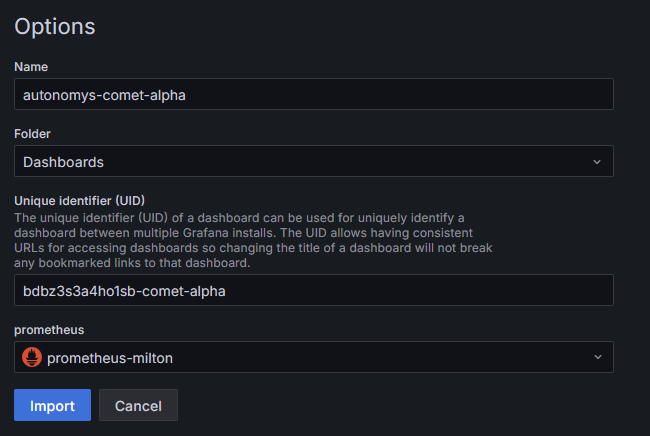 Options
Name
autonomys-comet-alpha
Folder
Dashboards
Unique identifier (UID)
The unique identifier (UID) of a dashboard can be used for uniquely identify a
dashboard between multiple Grafana installs. The UID allows having consistent
URLs for accessing dashboards so changing the title of a dashboard will not break
any bookmarked links to that dashboard.
bdbz3s3a4ho1sb-comet-alpha
prometheus
prometheus-milton
Import Cancel